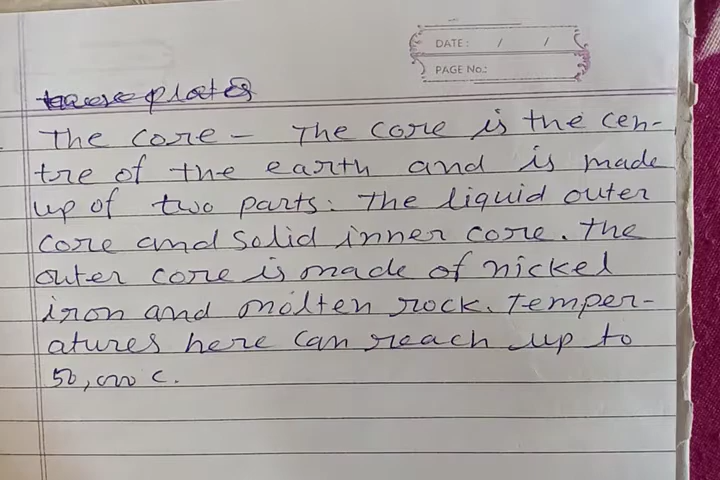 DATE: / /
PAGE No.:
these plates
The core - The core is the cen-
tre of the earth and is made
up of two parts: The liquid outer
core and solid inner core. The
outer core is made of nickel
iron and molten rock. Temper-
atures here can reach up to
50,000 C.